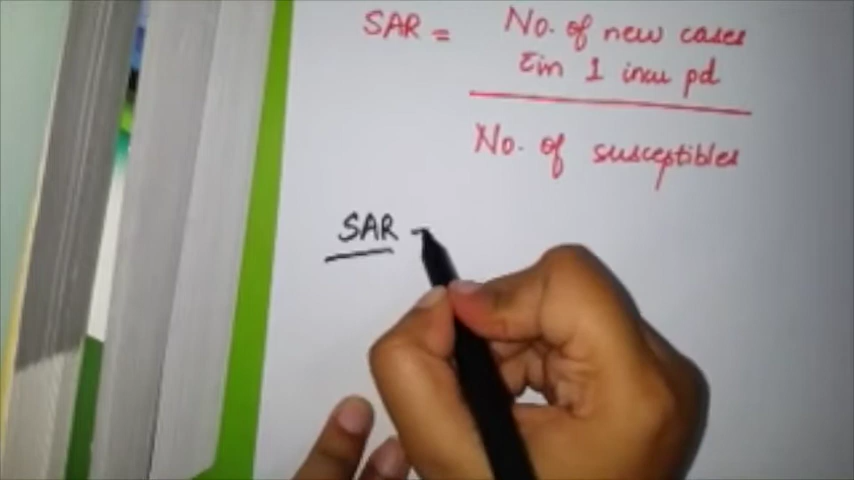 SAR = No. of new cases
c̄in 1 incu pd
No. of susceptibles
SAR -